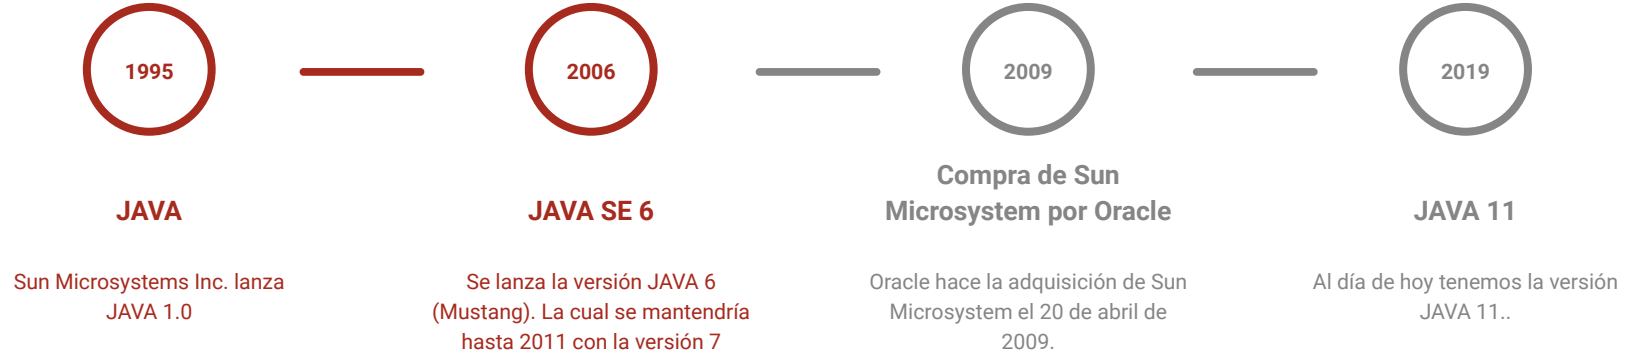 1995
2006
2009
2019
JAVA
JAVA SE 6
Compra de Sun
Microsystem por Oracle
JAVA 11
Sun Microsystems Inc. lanza
JAVA 1.0
Se lanza la versión JAVA 6
(Mustang). La cual se mantendría
hasta 2011 con la versión 7
Oracle hace la adquisición de Sun
Microsystem el 20 de abril de
2009.
Al día de hoy tenemos la versión
JAVA 11..